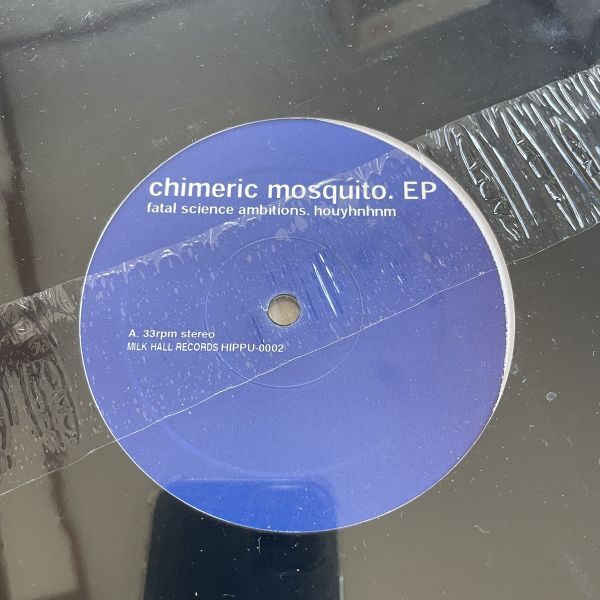 chimeric mosquito. EP
fatal science ambitions. houyhnhnm
A. 33rpm stereo
MILK HALL RECORDS HIPPU-0002